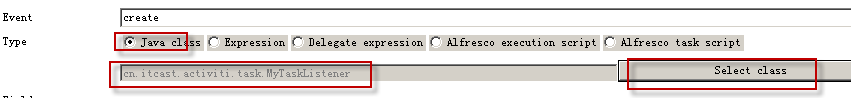 Event create
Type Java class Expression Delegate expression Alfresco execution script Alfresco task script
cn.itcast.activiti.task.MyTaskListener Select class